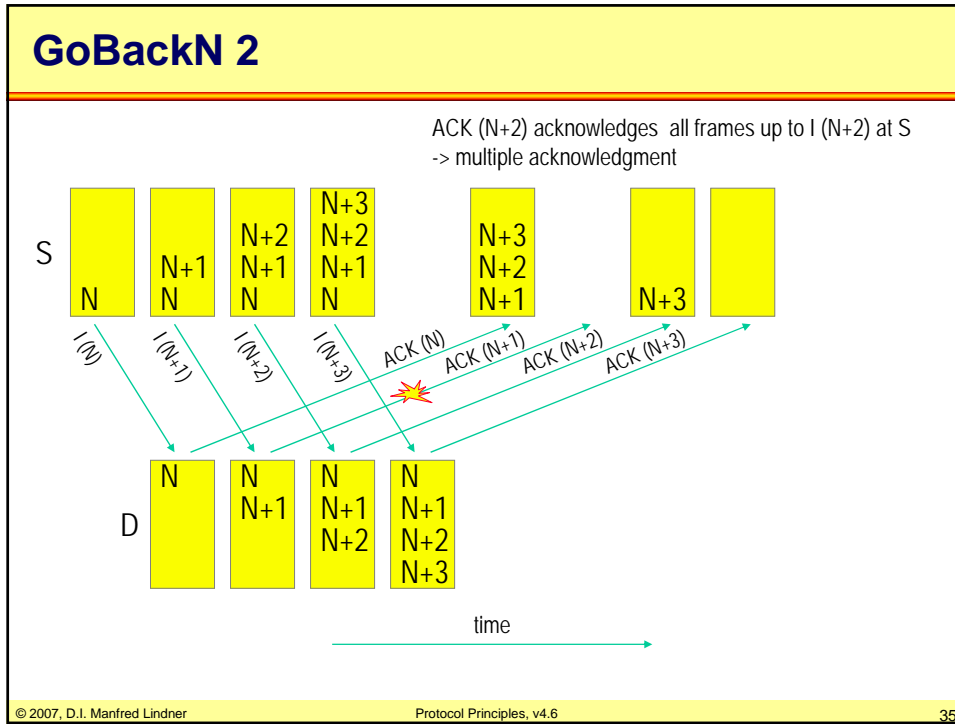 GoBackN 2
ACK (N+2) acknowledges all frames up to I (N+2) at S
-> multiple acknowledgment
S
N
N+1
N
N+2
N+1
N
N+3
N+2
N+1
N
N+3
N+2
N+1
N+3
I (N)
I (N+1)
I (N+2)
I (N+3)
ACK (N)
ACK (N+1)
ACK (N+2)
ACK (N+3)
D
N
N
N+1
N
N+1
N+2
N
N+1
N+2
N+3
time
© 2007, D.I. Manfred Lindner
Protocol Principles, v4.6
35